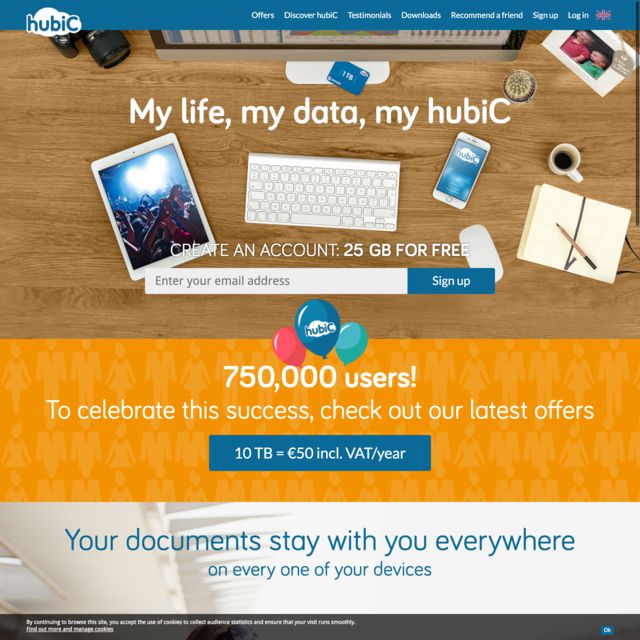 hubiC
Offers Discover hubiC Testimonials Downloads Recommend a friend Sign up Log in
1 TB
My life, my data, my hubiC
hubiC
CREATE AN ACCOUNT: 25 GB FOR FREE
Enter your email address Sign up
hubiC
750,000 users!
To celebrate this success, check out our latest offers
10 TB = €50 incl. VAT/year
Your documents stay with you everywhere
on every one of your devices
By continuing to browse this site, you accept the use of cookies to collect audience statistics and ensure that your visit runs smoothly.
Find out more and manage cookies
Ok